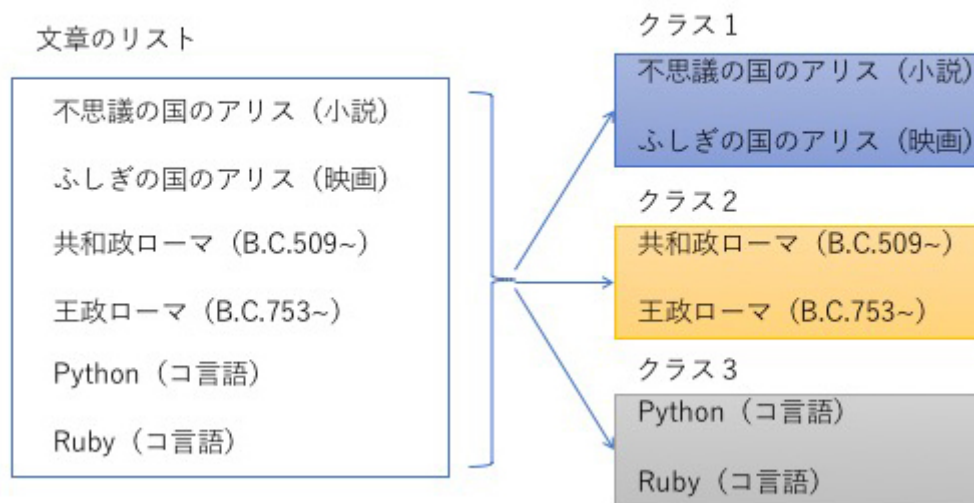 文章のリスト
不思議の国のアリス（小説）
ふしぎの国のアリス（映画）
共和政ローマ（B.C.509~）
王政ローマ（B.C.753~）
Python（コ言語）
Ruby（コ言語）
クラス１
不思議の国のアリス（小説）
ふしぎの国のアリス（映画）
クラス２
共和政ローマ（B.C.509~）
王政ローマ（B.C.753~）
クラス３
Python（コ言語）
Ruby（コ言語）